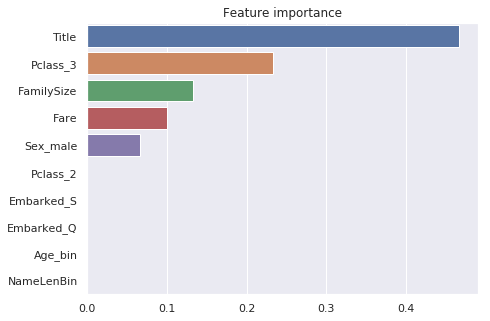 Feature importance
Title
Pclass_3
FamilySize
Fare
Sex_male
Pclass_2
Embarked_S
Embarked_Q
Age_bin
NameLenBin
0.0 0.1 0.2 0.3 0.4